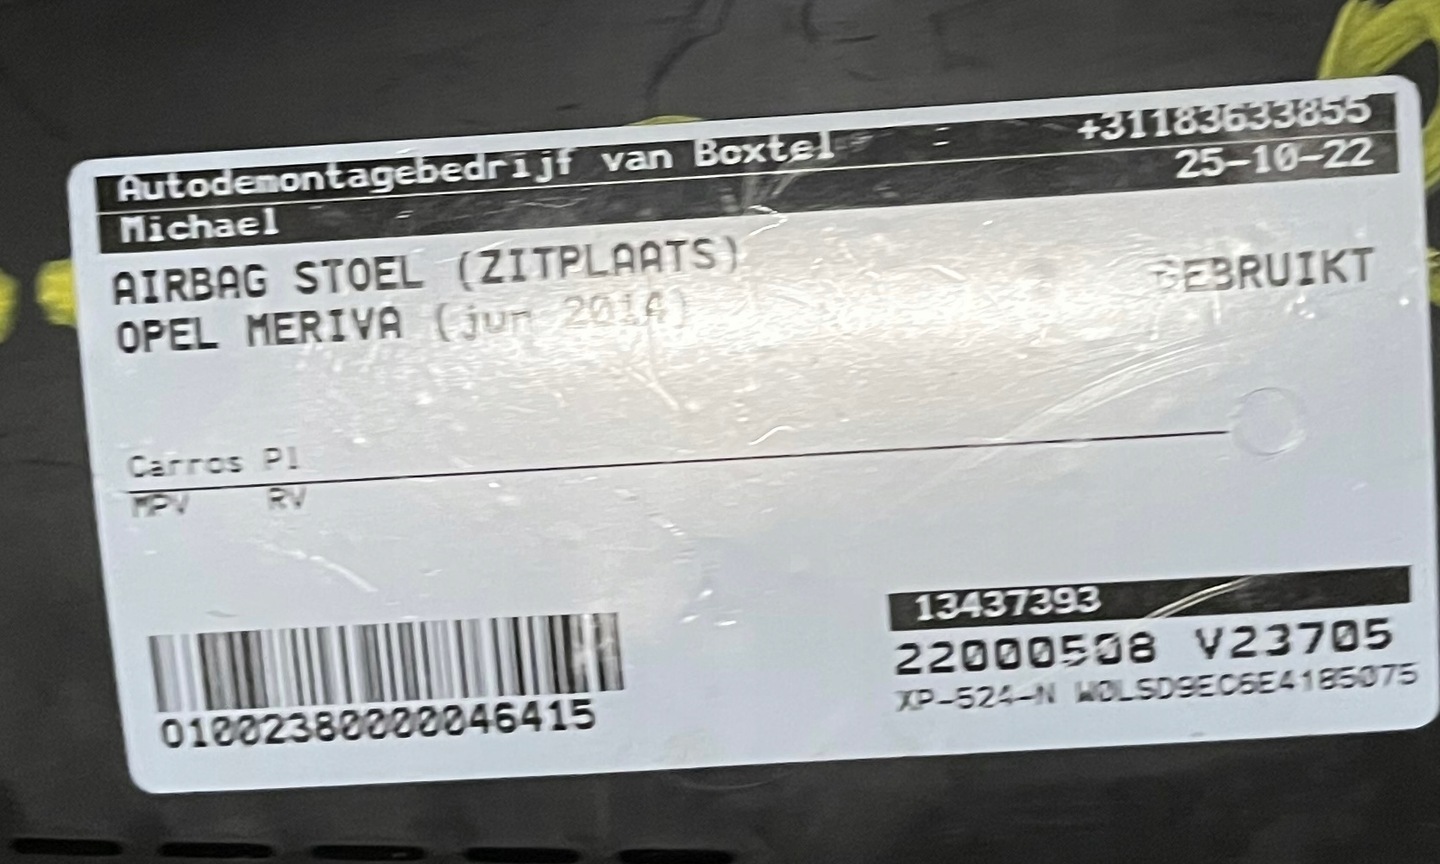 Autodemontagebedrijf van Boxtel - +31183633855
Michael 25-10-22
AIRBAG STOEL (ZITPLAATS) GEBRUIKT
OPEL MERIVA (jun 2014)
Carros Pl
MPV RV
13437393
22000508 V23705
XP-524-N W0LSD9EC6E4185075
01002380000046415